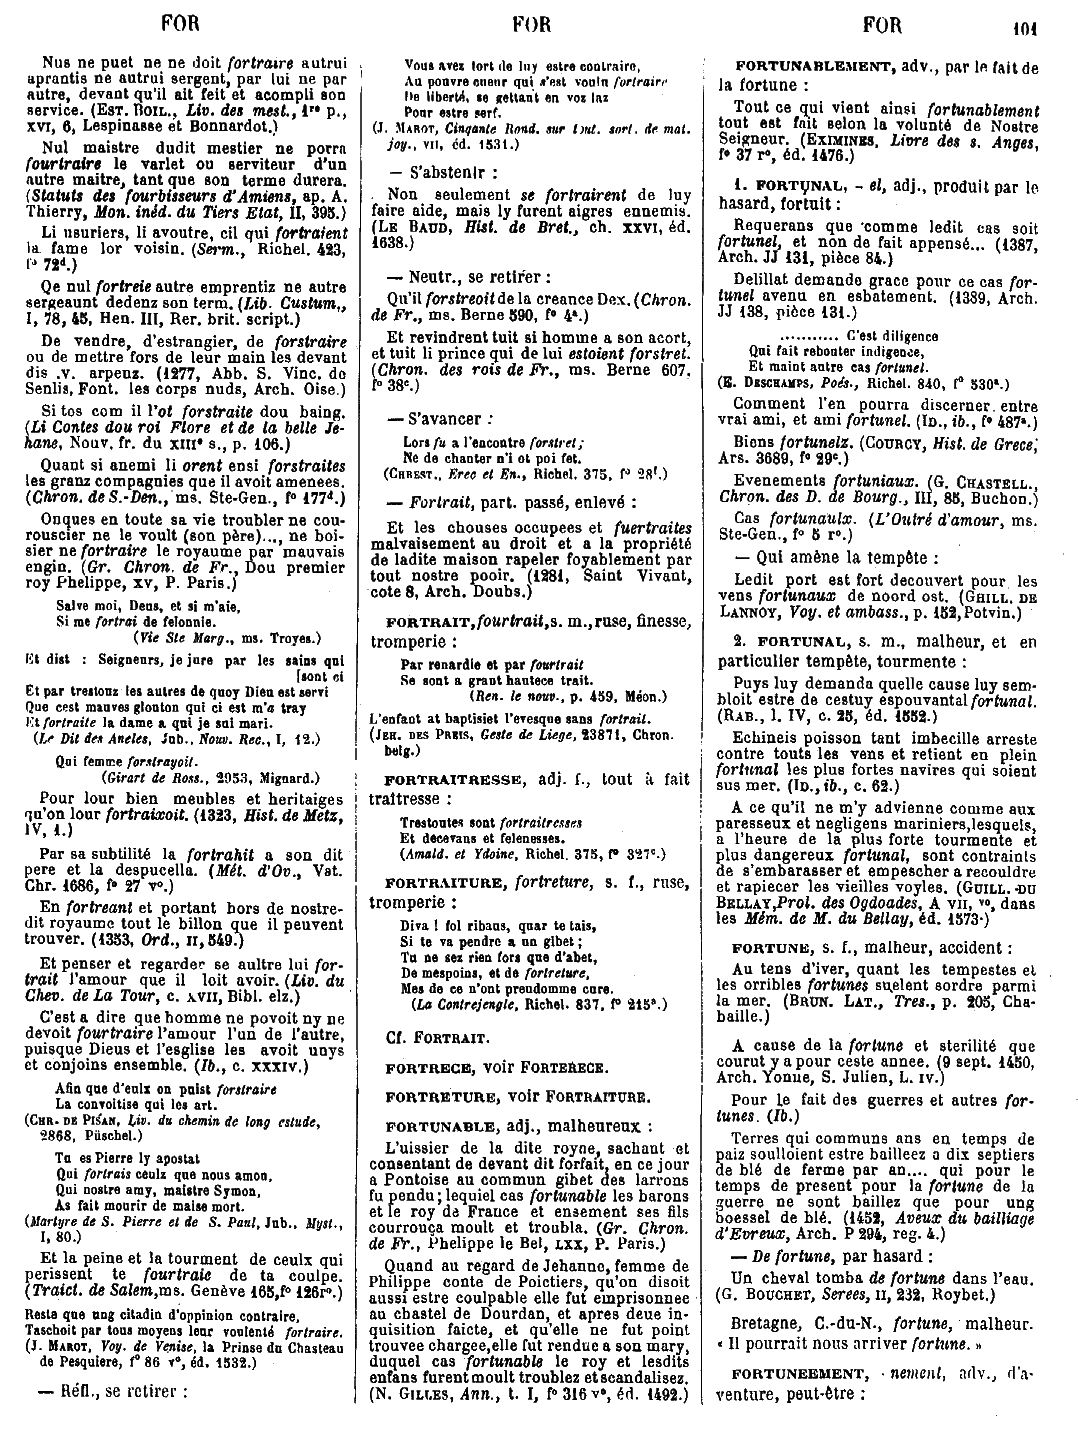 FOR
FOR
FOR
101
Nus ne puet ne ne doit fortraire autrui
aprantis ne autrui sergent, par lui ne par
autre, devant qu'il ait feit et acompli son
service. (EST. BOIL., Liv. des mest., 1re p.,
XVI, 6, Lespinasse et Bonnardot.)
Nul maistre dudit mestier ne porra
fourtraire le varlet ou serviteur d'un
autre maitre, tant que son terme durera.
(Statuts des fourbisseurs d'Amiens, ap. A.
Thierry, Mon. inéd. du Tiers Etat, II, 395.)
Li usuriers, li avoutre, cil qui fortraient
la fame lor voisin. (Serm., Richel. 423,
fo 72d.)
Qe nul fortreie autre emprentiz ne autre
sergeaunt dedenz son term. (Lib. Custum.,
I, 78, 45, Hen. III, Rer. brit. script.)
De vendre, d'estrangier, de forstraire
ou de mettre fors de leur main les devant
dis .v. arpenz. (1277, Abb. S. Vinc. de
Senlis, Font. les corps nuds, Arch. Oise.)
Si tos com il l'ot forstraite dou baing.
(Li Contes dou roi Flore et de la belle Je-
hane, Nouv. fr. du XIIIe s., p. 106.)
Quant si anemi li orent ensi forstraites
les granz compagnies que il avoit amenees.
(Chron. de S.-Den., ms. Ste-Gen., fo 177d.)
Onques en toute sa vie troubler ne cou-
rouscier ne le voult (son père)..., ne boi-
sier ne fortraire le royaume par mauvais
engin. (Gr. Chron. de Fr., Dou premier
roy Phelippe, XV, P. Paris.)
Salve moi, Deus, et si m'aie,
Si me fortrai de felonnie.
(Vie Ste Marg., ms. Troyes.)
Et dist : Seigneurs, je jure par les sains qui
[sont ci
Et par trestouz les autres de quoy Dieu est servi
Que cest mauves glouton qui ci est m'a tray
Et fortraite la dame a qui je sui mari.
(Le Dit des Aneles, Jub., Nouv. Rec., I, 12.)
Qui femme forstrayoit.
(Girart de Ross., 2953, Mignard.)
Pour lour bien meubles et heritaiges
qu'on lour fortraixoit. (1323, Hist. de Metz,
IV, 1.)
Par sa subtilité la fortrahit a son dit
pere et la despucella. (Mét. d'Ov., Vat.
Chr. 1686, fo 27 vo.)
En fortreant et portant hors de nostre-
dit royaume tout le billon que il peuvent
trouver. (1353, Ord., II, 549.)
Et penser et regarder se aultre lui for-
trait l'amour que il loit avoir. (Liv. du
Chev. de La Tour, c. XVII, Bibl. elz.)
C'est a dire que homme ne povoit ny ne
devoit fourtraire l'amour l'un de l'autre,
puisque Dieus et l'esglise les avoit unys
et conjoins ensemble. (Ib., c. XXXIV.)
Afin que d'eulx on puist forstraire
La convoitise qui les art.
(CHR. DE PISAN, Liv. du chemin de long estude,
2868, Püschel.)
Tu es Pierre ly apostat
Qui fortrais ceulz que nous amon,
Qui nostre amy, maistre Symon,
As fait mourir de malse mort.
(Martyre de S. Pierre et de S. Paul, Jub., Myst.,
I, 80.)
Et la peine et la tourment de ceulx qui
perissent te fourtraie de ta coulpe.
(Traict. de Salem, ms. Genève 165, fo 126ro.)
Reste que ung citadin d'oppinion contraire,
Taschoit par tous moyens leur voulenté fortraire.
(J. MAROT, Voy. de Venise, la Prinse du Chasteau
de Pesquiere, fo 86 vo, éd. 1532.)
— Réfl., se retirer :
Vous avez tort de luy estre contraire,
Au pouvre cueur qui s'est voulu fortraire
De liberté, se gettant en voz laz
Pour estre serf.
(J. MAROT, Cinqante Rond. sur tout. sort. de mat.
joy., VII, éd. 1531.)
— S'abstenir :
Non seulement se fortrairent de luy
faire aide, mais ly furent aigres ennemis.
(LE BAUD, Hist. de Bret., ch. XXVI, éd.
1638.)
— Neutr., se retirer :
Qu'il forstreoit de la creance Dex. (Chron.
de Fr., ms. Berne 590, fo 4a.)
Et revindrent tuit si homme a son acort,
et tuit li prince qui de lui estoient forstret.
(Chron. des rois de Fr., ms. Berne 607,
fo 38c.)
— S'avancer :
Lors fu a l'encontre forstret;
Ne de chanter n'i ot poi fet.
(CHREST., Erec et En., Richel. 375, fo 28f.)
— Fortrait, part. passé, enlevé :
Et les chouses occupees et fuertraites
malvaisement au droit et a la propriété
de ladite maison rapeler foyablement par
tout nostre pooir. (1281, Saint Vivant,
cote 8, Arch. Doubs.)
FORTRAIT, fourtrait, s. m., ruse, finesse,
tromperie :
Par renardie et par fourtrait
Se sont a grant hautece trait.
(Ren. le nouv., p. 459, Méon.)
L'enfant at baptisiet l'evesque sans fortrait.
(JEH. DES PREIS, Geste de Liege, 23871, Chron.
belg.)
FORTRAITRESSE, adj. f., tout à fait
traîtresse :
Trestoutes sont fortraitresses
Et decevans et felenesses.
(Amald. et Ydoine, Richel. 375, fo 327c.)
FORTRAITURE, fortreture, s. f., ruse,
tromperie :
Diva ! fol ribaus, quar te tais,
Si te va pendre a un gibet ;
Tu ne sez rien fors que d'abet,
De mespoins, et de fortreture,
Mes de ce n'ont preudomme cure.
(La Contrejengle, Richel. 837, fo 215a.)
Cf. FORTRAIT.
FORTRECE, voir FORTERECE.
FORTRETURE, voir FORTRAITURE.
FORTUNABLE, adj., malheureux :
L'uissier de la dite royne, sachant et
consentant de devant dit forfait, en ce jour
a Pontoise au commun gibet des larrons
fu pendu ; lequiel cas fortunable les barons
et le roy de France et ensement ses fils
courrouça moult et troubla. (Gr. Chron.
de Fr., Phelippe le Bel, LXX, P. Paris.)
Quand au regard de Jehanne, femme de
Philippe conte de Poictiers, qu'on disoit
aussi estre coulpable elle fut emprisonnee
au chastel de Dourdan, et apres deue in-
quisition faicte, et qu'elle ne fut point
trouvee chargee, elle fut rendue a son mary,
duquel cas fortunable le roy et lesdits
enfans furent moult troublez et scandalisez.
(N. GILLES, Ann., t. I, fo 316 vo, éd. 1492.)
FORTUNABLEMENT, adv., par le fait de
la fortune :
Tout ce qui vient ainsi fortunablement
tout est fait selon la volunté de Nostre
Seigneur. (EXIMINES, Livre des s. Anges,
fo 37 ro, éd. 1476.)
1. FORTUNAL, - el, adj., produit par le
hasard, fortuit :
Requerans que comme ledit cas soit
fortunel, et non de fait appensé... (1387,
Arch. JJ 131, pièce 84.)
Delillat demande grace pour ce cas for-
tunel avenu en esbatement. (1389, Arch.
JJ 138, pièce 131.)
........... C'est diligence
Qui fait rebouter indigence,
Et maint autre cas fortunel.
(E. DESCHAMPS, Poés., Richel. 840, fo 530a.)
Comment l'en pourra discerner entre
vrai ami, et ami fortunel. (ID., ib., fo 487a.)
Biens fortunelz. (COURCY, Hist. de Grece,
Ars. 3689, fo 29c.)
Evenements fortuniaux. (G. CHASTELL.,
Chron. des D. de Bourg., III, 85, Buchon.)
Cas fortunaulx. (L'Outré d'amour, ms.
Ste-Gen., fo 5 ro.)
— Qui amène la tempête :
Ledit port est fort decouvert pour les
vens fortunaux de noord ost. (GHILL. DE
LANNOY, Voy. et ambass., p. 152, Potvin.)
2. FORTUNAL, s. m., malheur, et en
particulier tempête, tourmente :
Puys luy demanda quelle cause luy sem-
bloit estre de cestuy espouvantal fortunal.
(RAB., l. IV, c. 25, éd. 1552.)
Echineis poisson tant imbecille arreste
contre touts les vens et retient en plein
fortunal les plus fortes navires qui soient
sus mer. (ID., ib., c. 62.)
A ce qu'il ne m'y advienne comme aux
paresseux et negligens mariniers, lesquels,
a l'heure de la plus forte tourmente et
plus dangereux fortunal, sont contraints
de s'embarasser et empescher a recouldre
et rapiecer les vieilles voyles. (GUILL. DU
BELLAY, Prol. des Ogdoades, A VII, vo, dans
les Mém. de M. du Bellay, éd. 1573.)
FORTUNE, s. f., malheur, accident :
Au tens d'iver, quant les tempestes et
les orribles fortunes suelent sordre parmi
la mer. (BRUN. LAT., Tres., p. 205, Cha-
baille.)
A cause de la fortune et sterilité que
courut y a pour ceste annee. (9 sept. 1450,
Arch. Yonne, S. Julien, L. IV.)
Pour le fait des guerres et autres for-
tunes. (Ib.)
Terres qui communs ans en temps de
paiz souloient estre bailleez a dix septiers
de blé de ferme par an.... qui pour le
temps de present pour la fortune de la
guerre ne sont baillez que pour ung
boessel de blé. (1452, Aveux du bailliage
d'Evreux, Arch. P 294, reg. 4.)
— De fortune, par hasard :
Un cheval tomba de fortune dans l'eau.
(G. BOUCHET, Serees, II, 232, Roybet.)
Bretagne, C.-du-N., fortune, malheur.
« Il pourrait nous arriver fortune. »
FORTUNEEMENT, - nement, adv., d'a-
venture, peut-être :